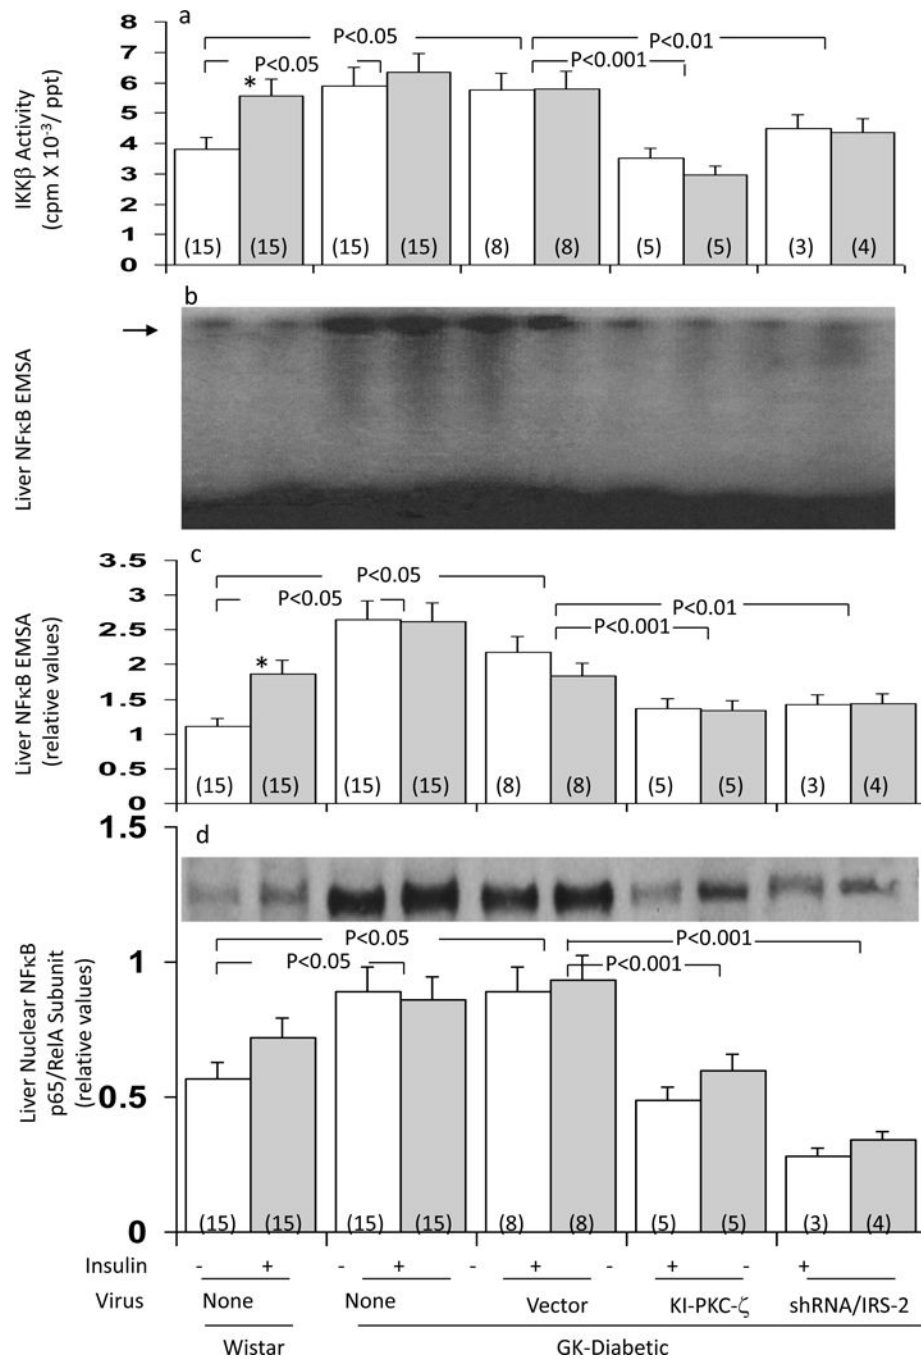 a
8
7
6
5
4
3
2
1
0
IKKβ Activity
(cpm X 10⁻³/ ppt)
P<0.05
P<0.05
P<0.01
P<0.001
*
(15) (15) (15) (15) (8) (8) (5) (5) (3) (4)
b
Liver NFκB EMSA
→
c
3.5
3
2.5
2
1.5
1
0.5
0
Liver NFκB EMSA
(relative values)
P<0.05
P<0.05
P<0.01
P<0.001
*
(15) (15) (15) (15) (8) (8) (5) (5) (3) (4)
d
1.5
1
0.5
0
Liver Nuclear NFκB
p65/RelA Subunit
(relative values)
P<0.05
P<0.05
P<0.001
P<0.001
(15) (15) (15) (15) (8) (8) (5) (5) (3) (4)
Insulin - + - + - + - + - +
Virus None None Vector KI-PKC-ζ shRNA/IRS-2
Wistar GK-Diabetic